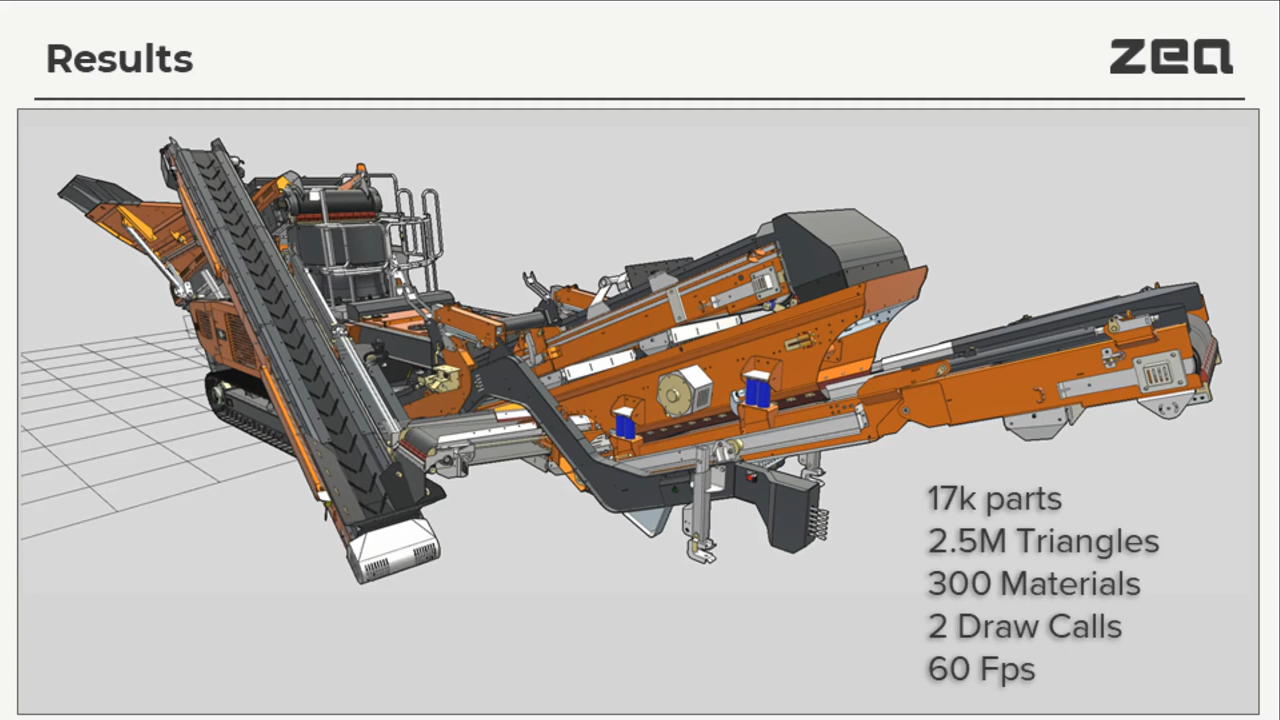 Results
zea
17k parts
2.5M Triangles
300 Materials
2 Draw Calls
60 Fps